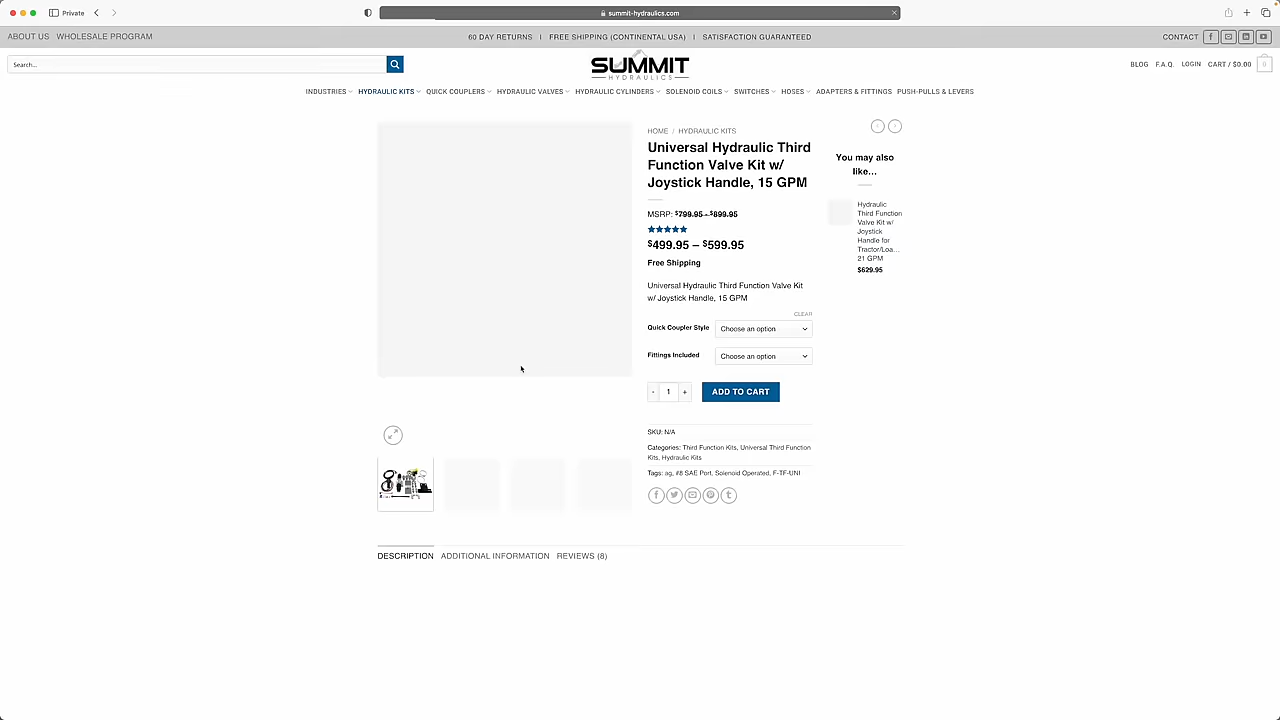 Private
summit-hydraulics.com
ABOUT US WHOLESALE PROGRAM
60 DAY RETURNS | FREE SHIPPING (CONTINENTAL USA) | SATISFACTION GUARANTEED
CONTACT
Search...
SUMMIT
HYDRAULICS
BLOG F.A.Q. LOGIN CART / $0.00 0
INDUSTRIES HYDRAULIC KITS QUICK COUPLERS HYDRAULIC VALVES HYDRAULIC CYLINDERS SOLENOID COILS SWITCHES HOSES ADAPTERS & FITTINGS PUSH-PULLS & LEVERS
HOME / HYDRAULIC KITS
Universal Hydraulic Third
Function Valve Kit w/
Joystick Handle, 15 GPM
MSRP: $799.95 - $899.95
$499.95 – $599.95
Free Shipping
Universal Hydraulic Third Function Valve Kit
w/ Joystick Handle, 15 GPM
CLEAR
Quick Coupler Style Choose an option
Fittings Included Choose an option
- 1 + ADD TO CART
SKU: N/A
Categories: Third Function Kits, Universal Third Function
Kits, Hydraulic Kits
Tags: ag, #8 SAE Port, Solenoid Operated, F-TF-UNI
You may also
like...
Hydraulic
Third Function
Valve Kit w/
Joystick
Handle for
Tractor/Loa...
21 GPM
$629.95
DESCRIPTION ADDITIONAL INFORMATION REVIEWS (8)